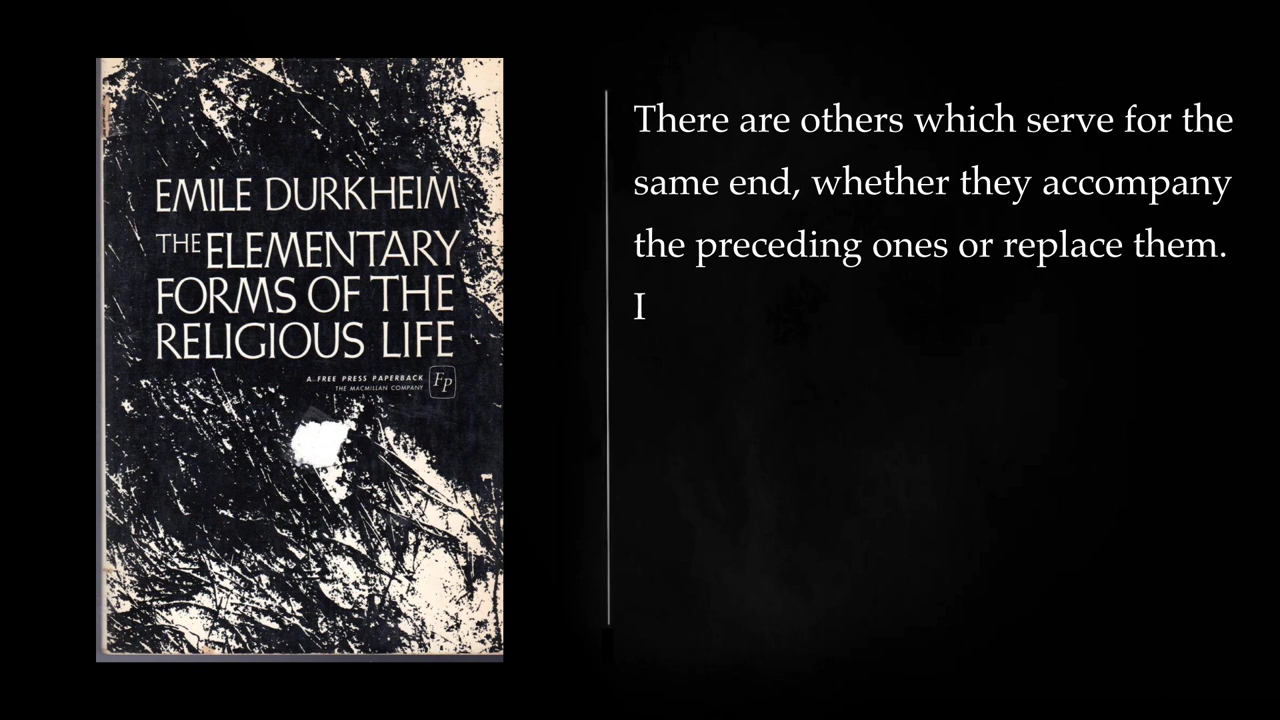 EMILE DURKHEIM
THE ELEMENTARY
FORMS OF THE
RELIGIOUS LIFE
A FREE PRESS PAPERBACK
THE MACMILLAN COMPANY
FP
There are others which serve for the
same end, whether they accompany
the preceding ones or replace them.
I